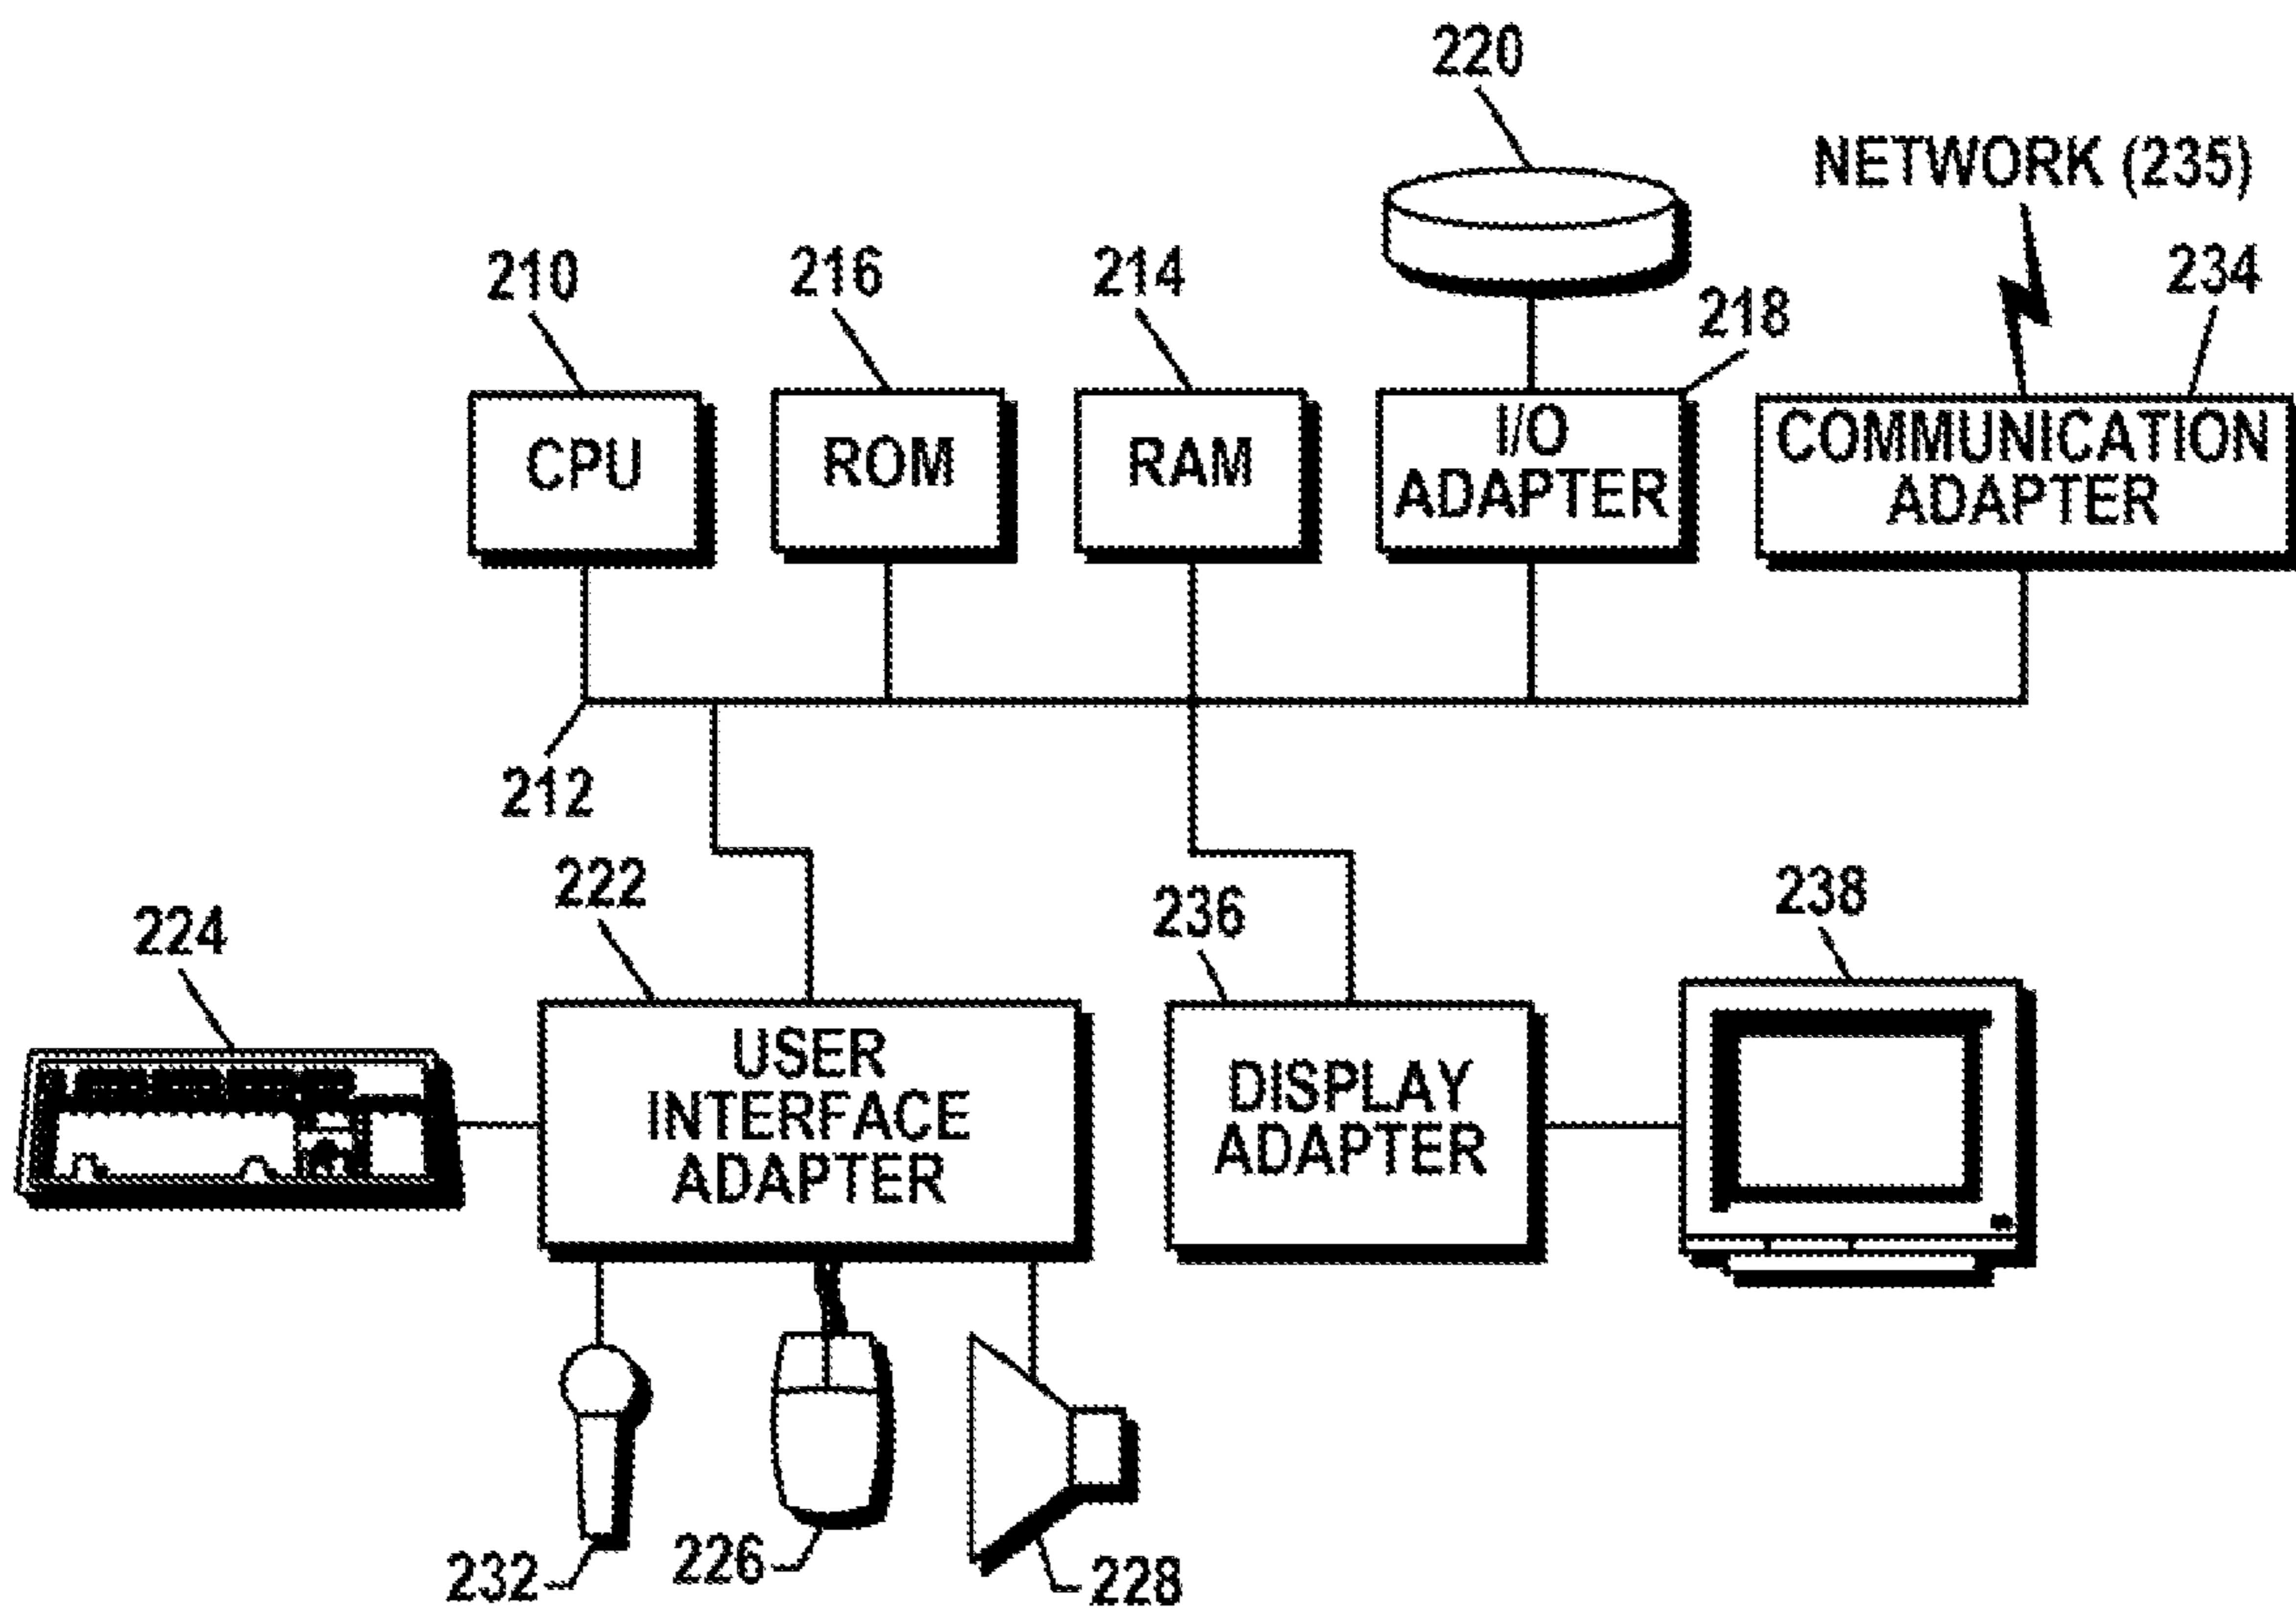 220
NETWORK (235)
210
216
214
218
234
CPU
ROM
RAM
I/O
ADAPTER
COMMUNICATION
ADAPTER
212
222
224
236
238
USER
INTERFACE
ADAPTER
DISPLAY
ADAPTER
232
226
228